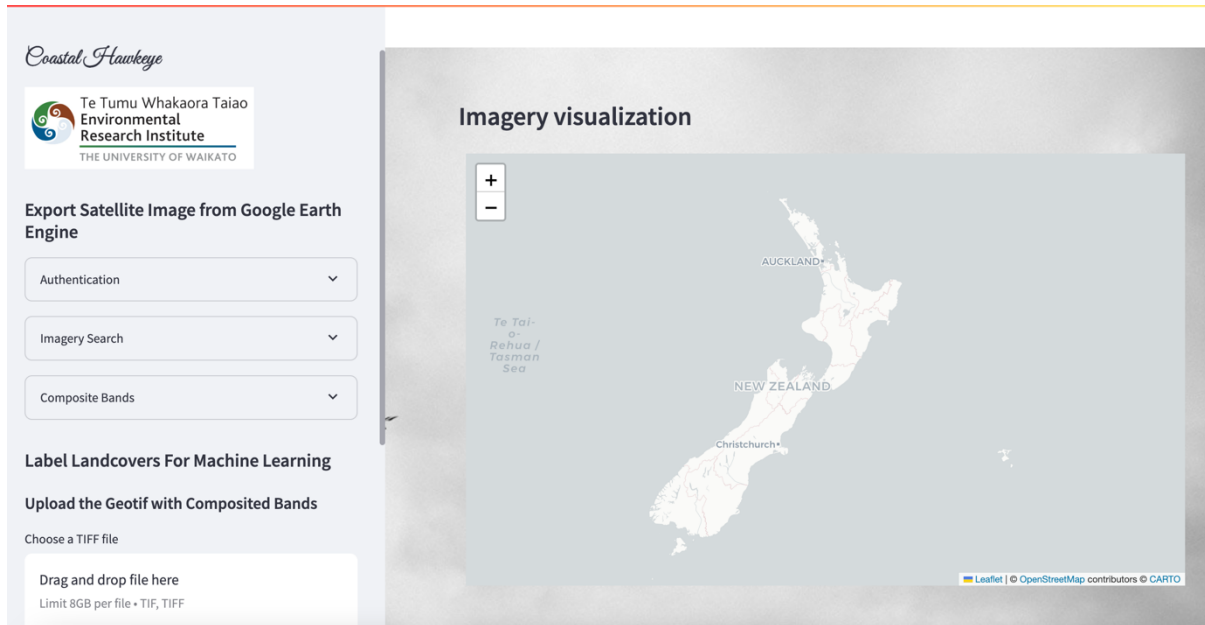 Coastal Hawkeye
Te Tumu Whakaora Taiao
Environmental
Research Institute
THE UNIVERSITY OF WAIKATO
Export Satellite Image from Google Earth
Engine
Authentication
Imagery Search
Composite Bands
Label Landcovers For Machine Learning
Upload the Geotif with Composited Bands
Choose a TIFF file
Drag and drop file here
Limit 8GB per file • TIF, TIFF
Imagery visualization
+
−
AUCKLAND
Te Tai-
o-
Rehua /
Tasman
Sea
NEW ZEALAND
Christchurch
Leaflet | © OpenStreetMap contributors © CARTO